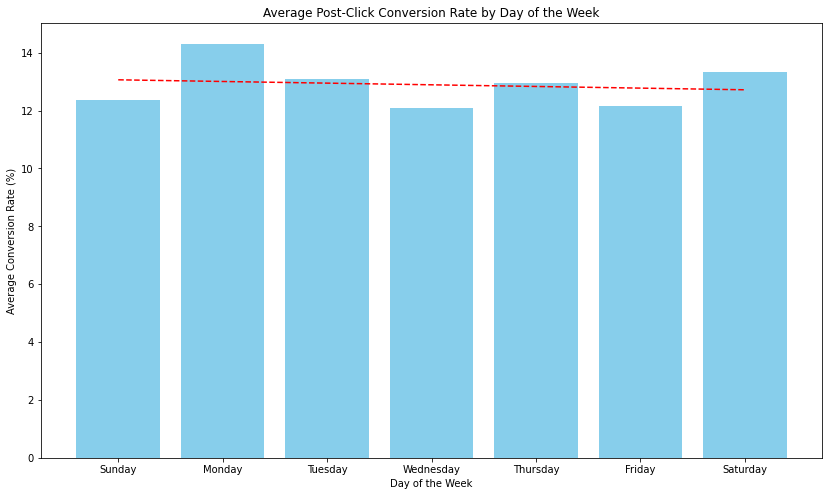 Average Post-Click Conversion Rate by Day of the Week
Average Conversion Rate (%)
14
12
10
8
6
4
2
0
Sunday Monday Tuesday Wednesday Thursday Friday Saturday
Day of the Week